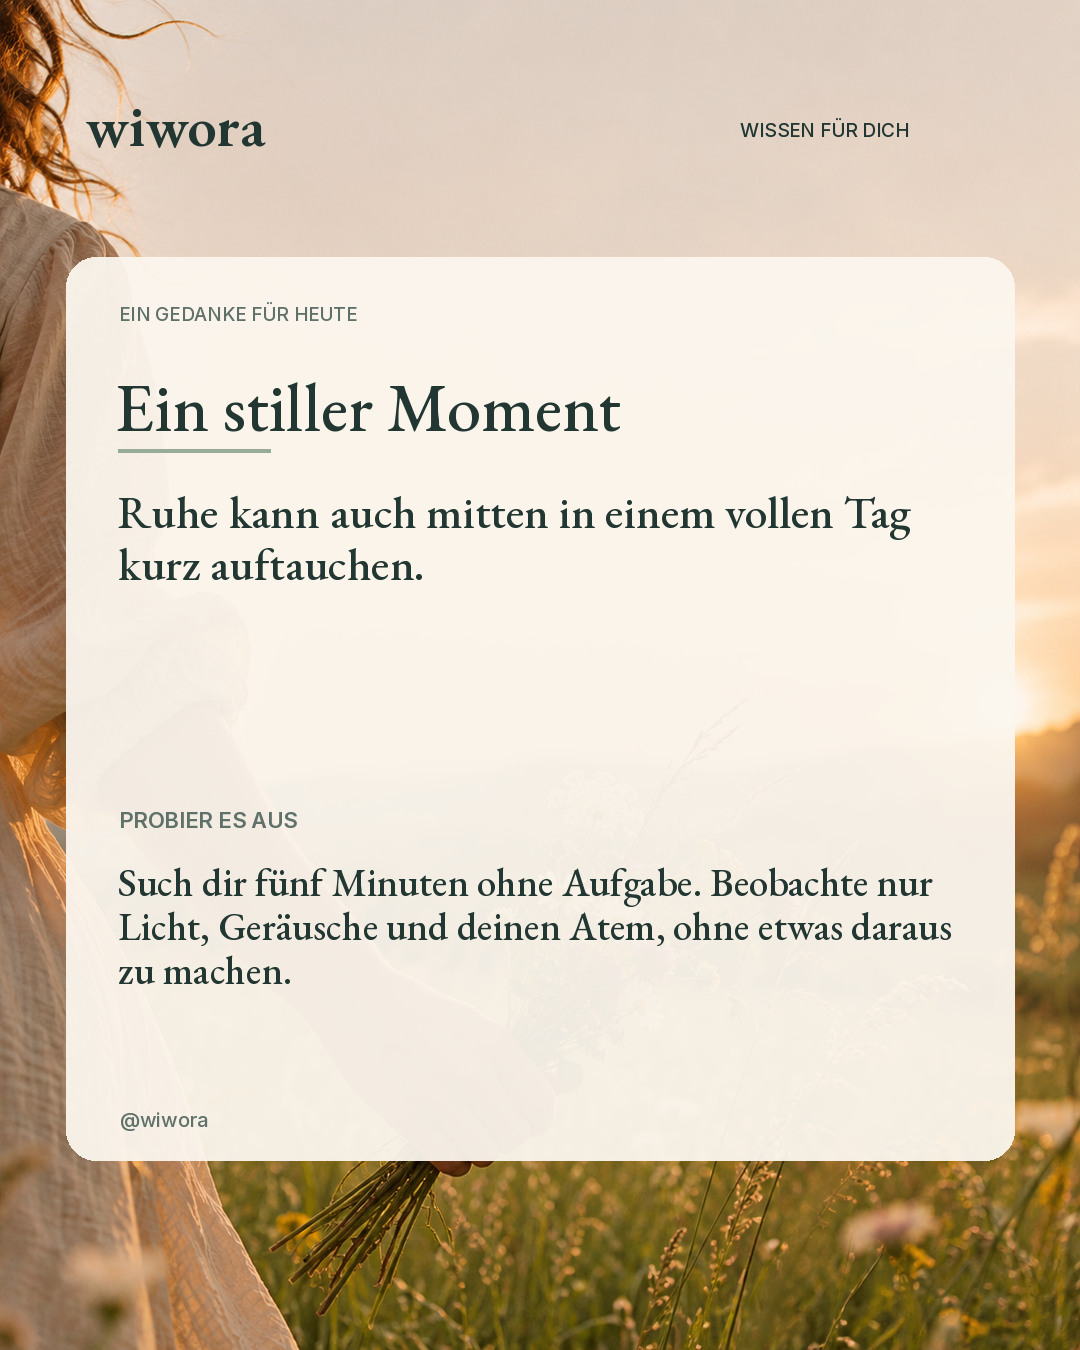 wiwora
WISSEN FÜR DICH
EIN GEDANKE FÜR HEUTE
Ein stiller Moment
Ruhe kann auch mitten in einem vollen Tag
kurz auftauchen.
PROBIER ES AUS
Such dir fünf Minuten ohne Aufgabe. Beobachte nur
Licht, Geräusche und deinen Atem, ohne etwas daraus
zu machen.
@wiwora